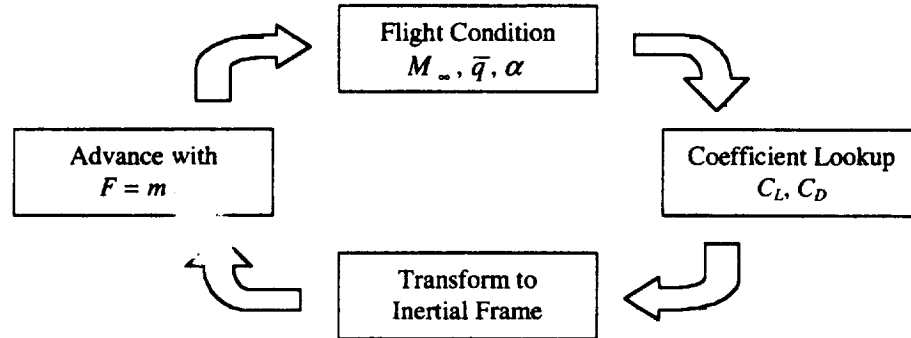 Flight Condition
M∞, q̄, α
Advance with
F = m
Coefficient Lookup
C_L, C_D
Transform to
Inertial Frame